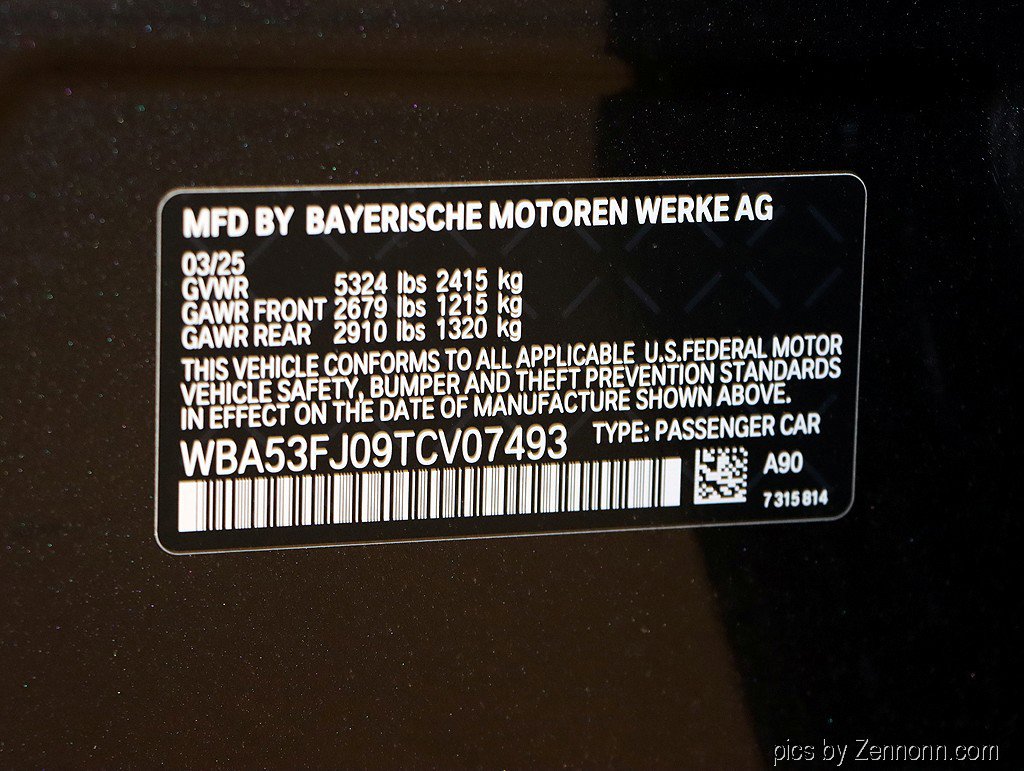 MFD BY BAYERISCHE MOTOREN WERKE AG
03/25
GVWR 5324 lbs 2415 kg
GAWR FRONT 2679 lbs 1215 kg
GAWR REAR 2910 lbs 1320 kg
THIS VEHICLE CONFORMS TO ALL APPLICABLE U.S.FEDERAL MOTOR
VEHICLE SAFETY, BUMPER AND THEFT PREVENTION STANDARDS
IN EFFECT ON THE DATE OF MANUFACTURE SHOWN ABOVE.
WBA53FJ09TCV07493 TYPE: PASSENGER CAR
A90
7 315 814
pics by Zennonn.com